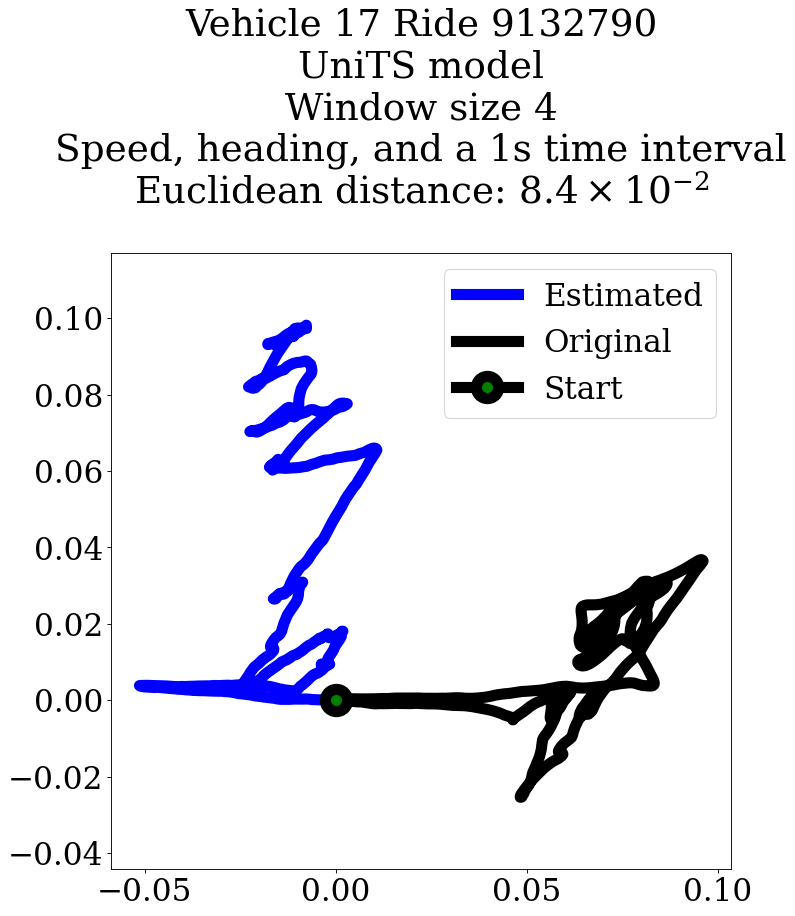 Vehicle 17 Ride 9132790
UniTS model
Window size 4
Speed, heading, and a 1s time interval
Euclidean distance: 8.4 × 10⁻²
Estimated
Original
Start
0.10
0.08
0.06
0.04
0.02
0.00
−0.02
−0.04
−0.05 0.00 0.05 0.10